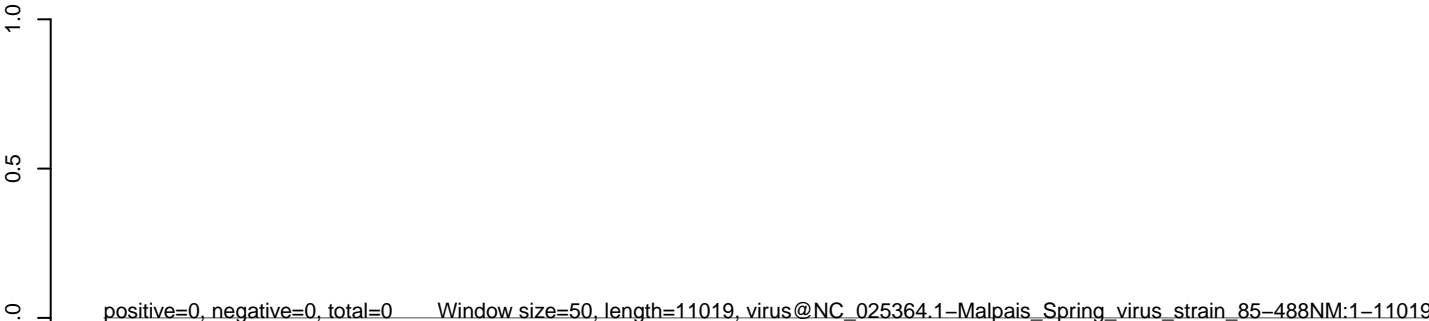 1.0
0.5
.0
positive=0, negative=0, total=0 Window size=50, length=11019, virus@NC_025364.1−Malpais_Spring_virus_strain_85−488NM:1−11019